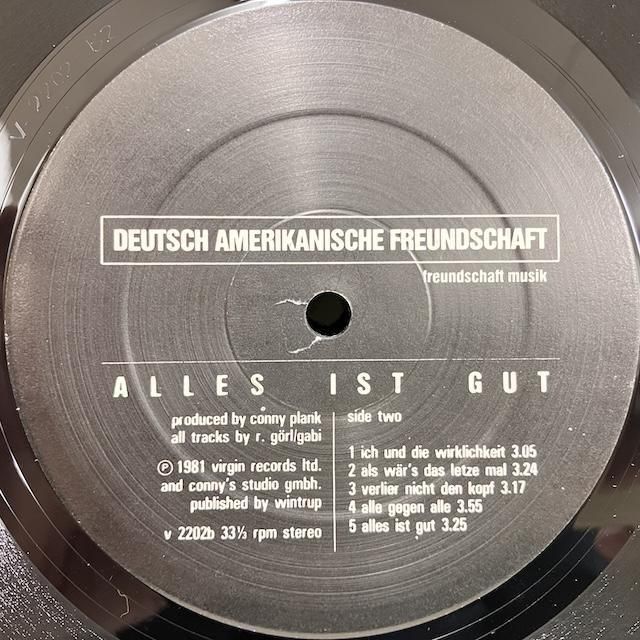 V 2202 B2
DEUTSCH AMERIKANISCHE FREUNDSCHAFT
freundschaft musik
ALLES IST GUT
produced by conny plank
all tracks by r. görl/gabi
℗ 1981 virgin records ltd.
and conny's studio gmbh.
published by wintrup
v 2202b 33⅓ rpm stereo
side two
1 ich und die wirklichkeit 3.05
2 als wär's das letze mal 3.24
3 verlier nicht den kopf 3.17
4 alle gegen alle 3.55
5 alles ist gut 3.25